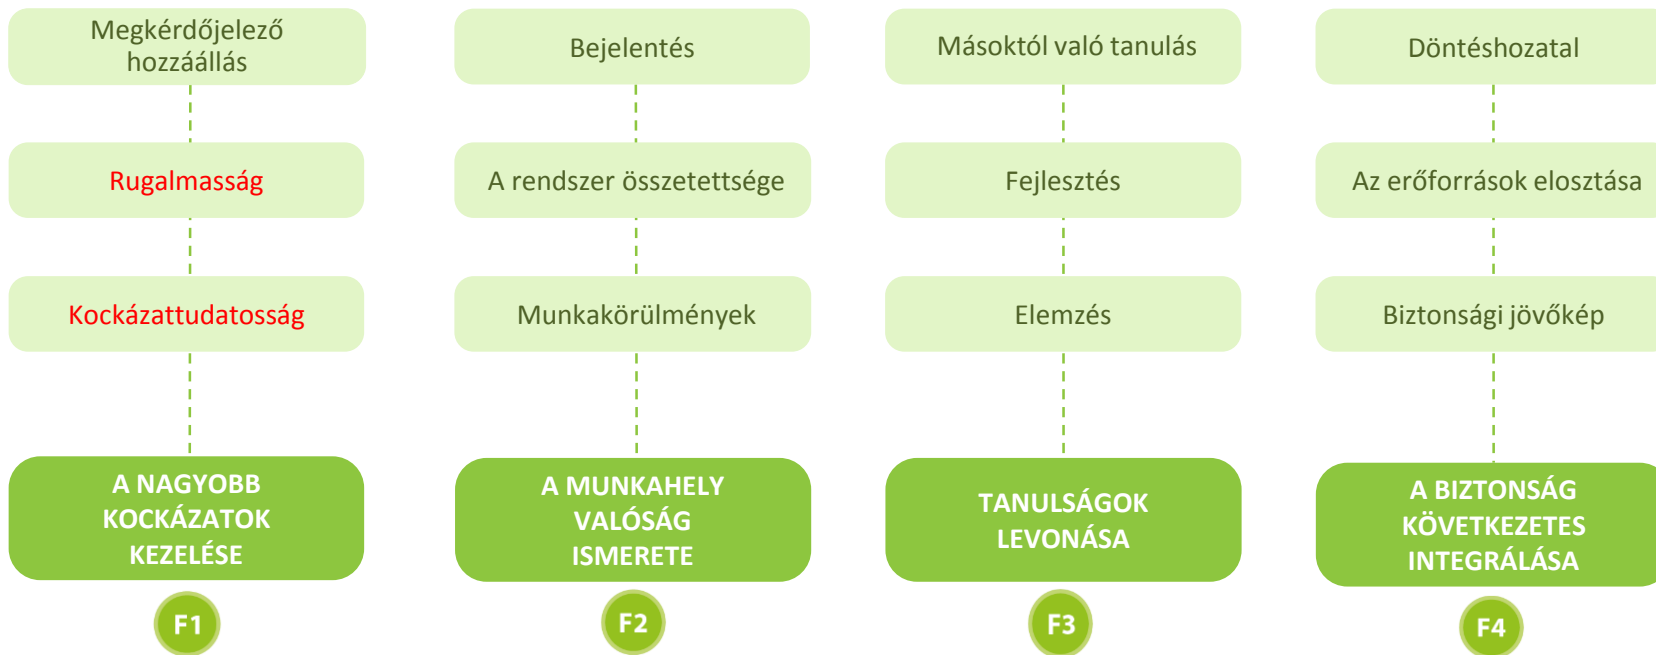 Megkérdőjelező
hozzáállás
Bejelentés
Másoktól való tanulás
Döntéshozatal
Rugalmasság
A rendszer összetettsége
Fejlesztés
Az erőforrások elosztása
Kockázattudatosság
Munkakörülmények
Elemzés
Biztonsági jövőkép
A NAGYOBB
KOCKÁZATOK
KEZELÉSE
A MUNKAHELY
VALÓSÁG
ISMERETE
TANULSÁGOK
LEVONÁSA
A BIZTONSÁG
KÖVETKEZETES
INTEGRÁLÁSA
F1
F2
F3
F4